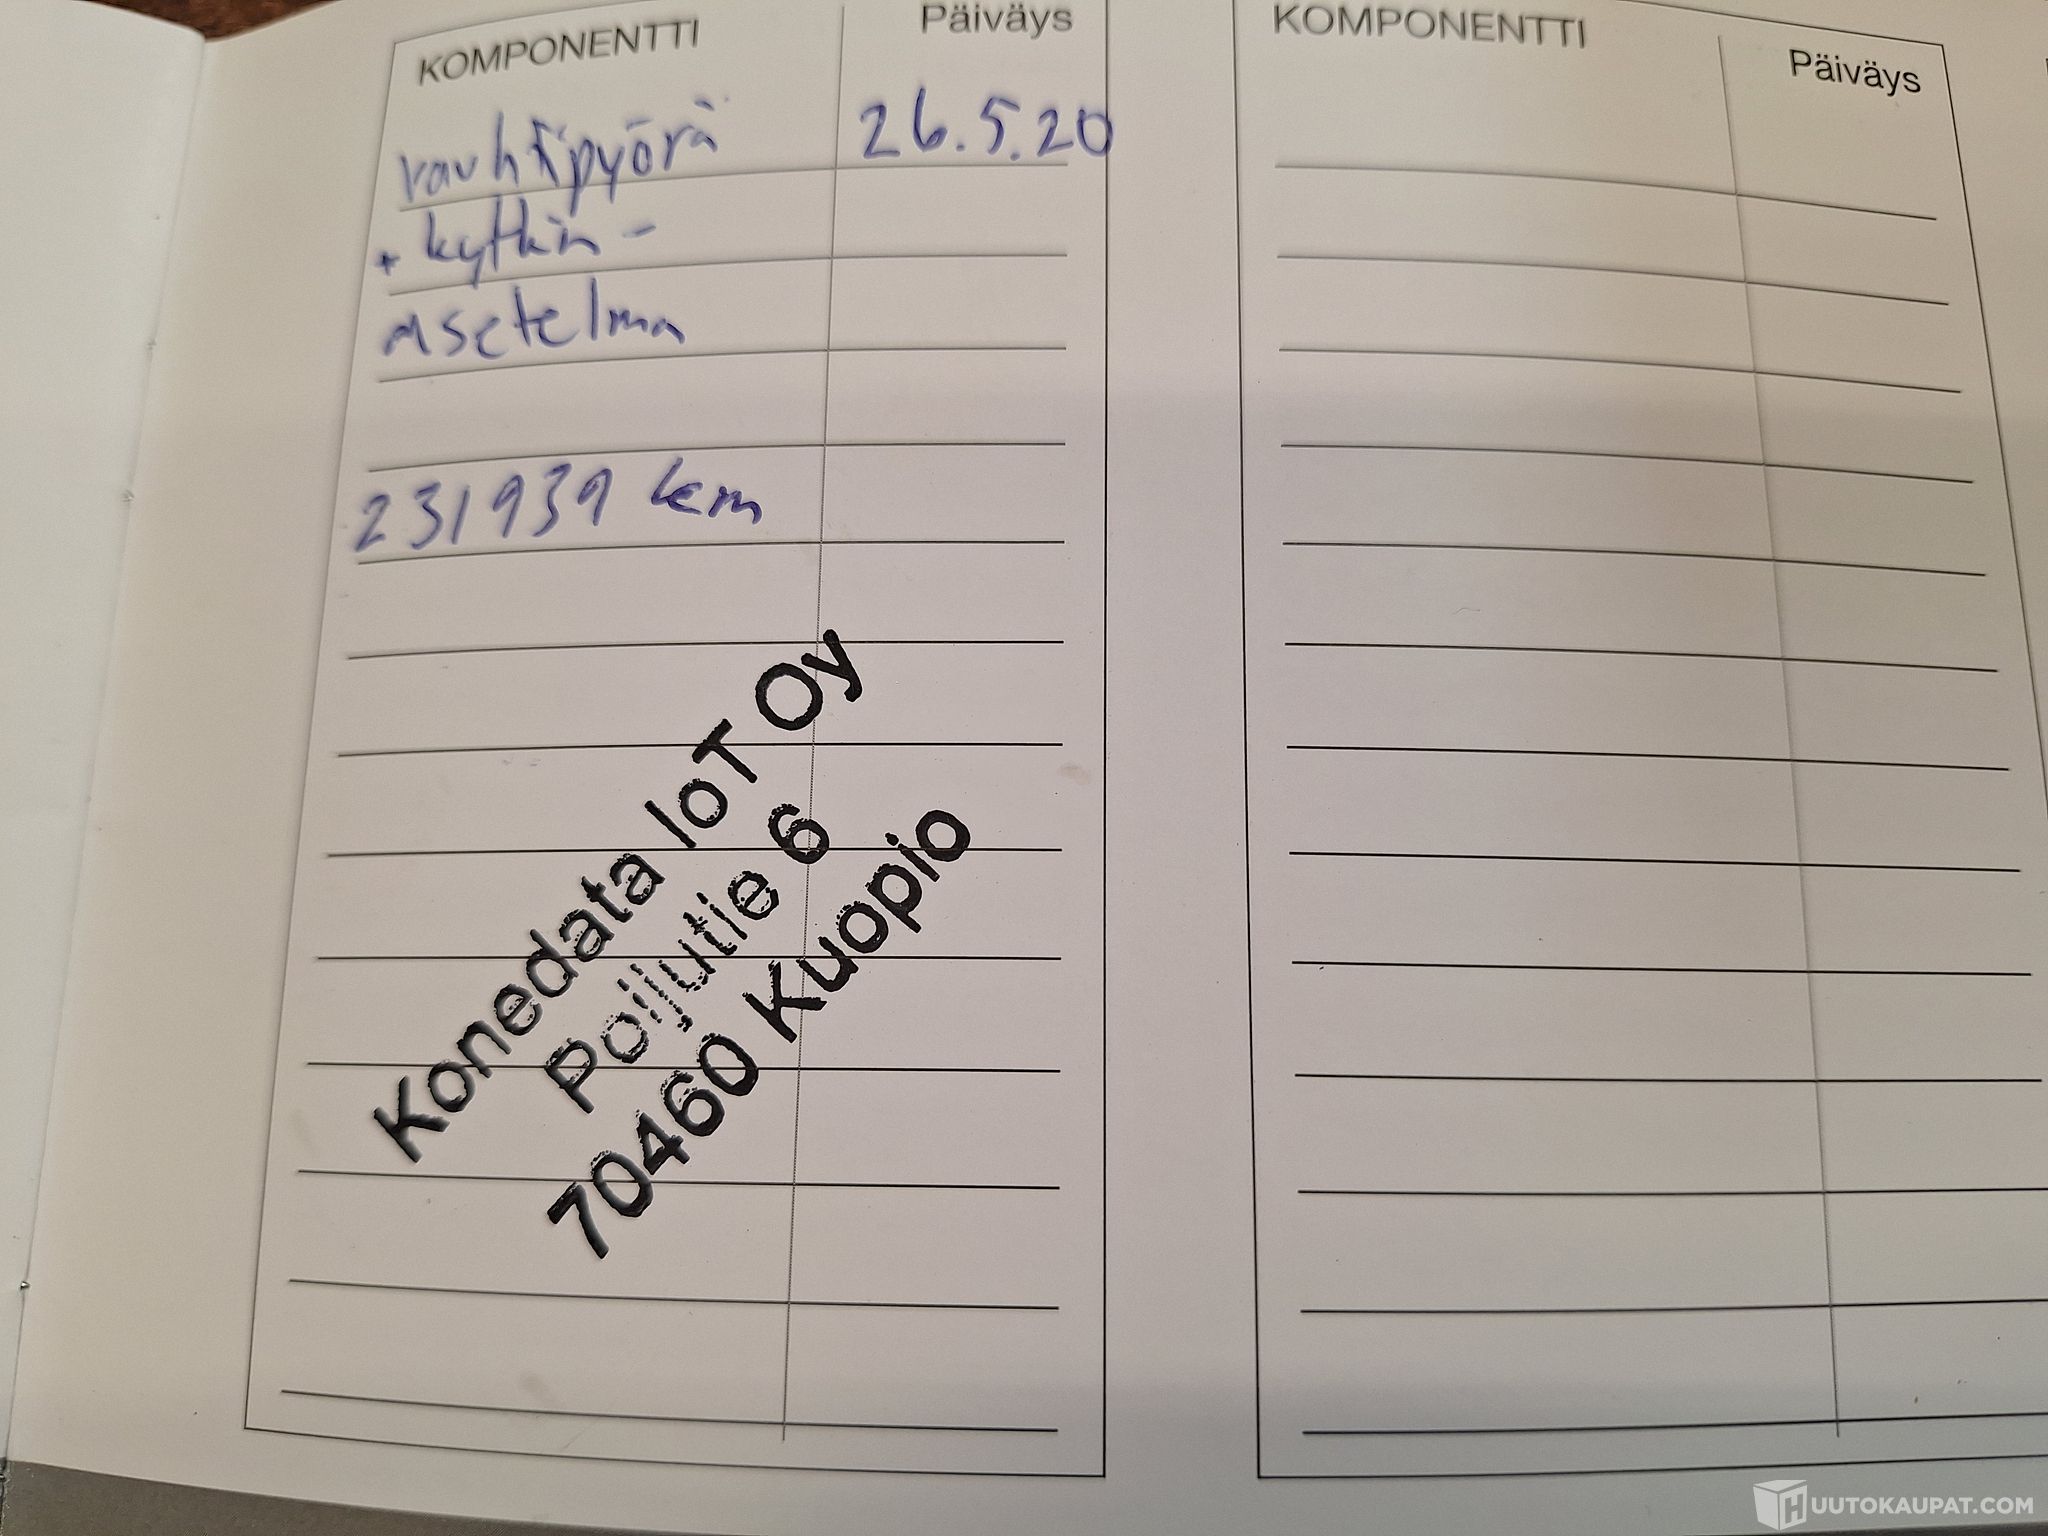 KOMPONENTTI Päiväys
vauhtipyörä 26.5.20
+ kytkin-
asetelma
231939 km
Konedata IoT Oy
Poijutie 6
70460 Kuopio
KOMPONENTTI Päiväys
HUUTOKAUPAT.COM